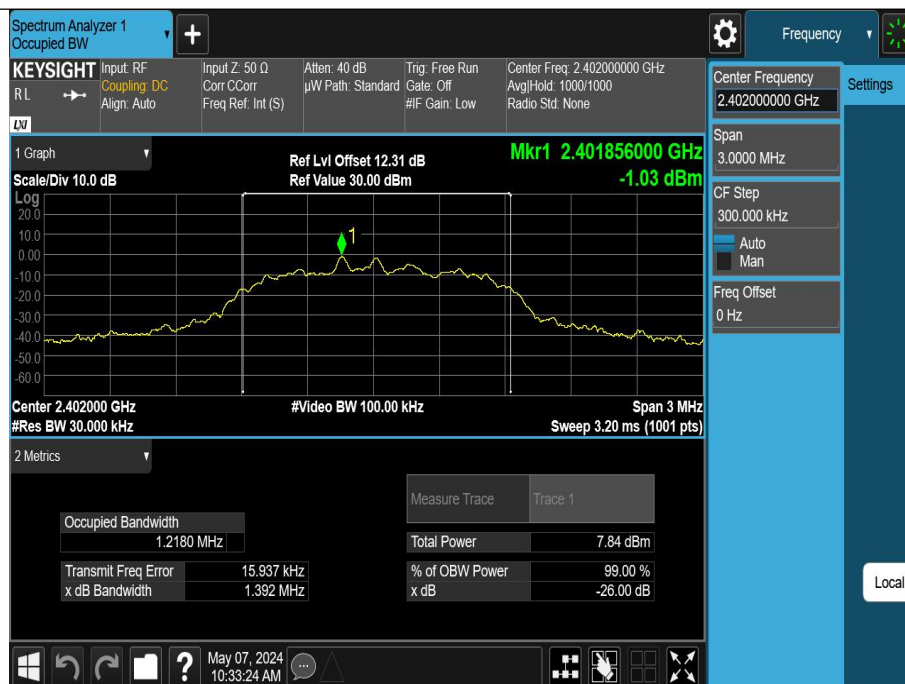 Spectrum Analyzer 1
Occupied BW
Frequency
KEYSIGHT
RL
LXI
Input: RF
Coupling: DC
Align: Auto
Input Z: 50 Ω
Corr CCorr
Freq Ref: Int (S)
Atten: 40 dB
µW Path: Standard
Trig: Free Run
Gate: Off
#IF Gain: Low
Center Freq: 2.402000000 GHz
Avg|Hold: 1000/1000
Radio Std: None
Center Frequency
2.402000000 GHz
Settings
Span
3.0000 MHz
CF Step
300.000 kHz
Auto
Man
Freq Offset
0 Hz
1 Graph
Scale/Div 10.0 dB
Ref Lvl Offset 12.31 dB
Ref Value 30.00 dBm
Mkr1 2.401856000 GHz
-1.03 dBm
Log
20.0
10.0
0.00
-10.0
-20.0
-30.0
-40.0
-50.0
-60.0
1
Center 2.402000 GHz
#Res BW 30.000 kHz
#Video BW 100.00 kHz
Span 3 MHz
Sweep 3.20 ms (1001 pts)
2 Metrics
Measure Trace Trace 1
Occupied Bandwidth
1.2180 MHz
Total Power 7.84 dBm
Transmit Freq Error 15.937 kHz
% of OBW Power 99.00 %
x dB Bandwidth 1.392 MHz
x dB -26.00 dB
Local
?
May 07, 2024
10:33:24 AM